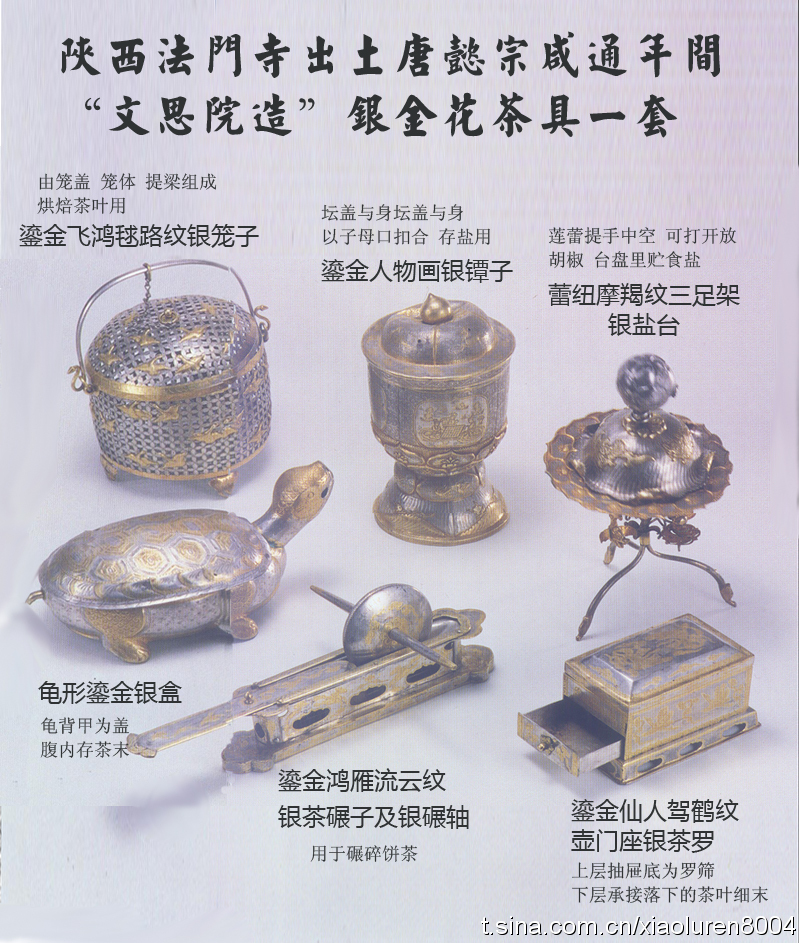 陝西法門寺出土唐懿宗咸通年間
“文思院造”銀金花茶具一套
由笼盖 笼体 提梁组成
烘焙茶叶用
鎏金飞鸿毬路纹银笼子
坛盖与身坛盖与身
以子母口扣合 存盐用
鎏金人物画银镡子
莲蕾提手中空 可打开放
胡椒 台盘里贮食盐
蕾纽摩羯纹三足架
银盐台
龟形鎏金银盒
龟背甲为盖
腹内存茶末
鎏金鸿雁流云纹
银茶碾子及银碾轴
用于碾碎饼茶
鎏金仙人驾鹤纹
壶门座银茶罗
上层抽屉底为罗筛
下层承接落下的茶叶细末
t.sina.com.cn/xiaoluren8004